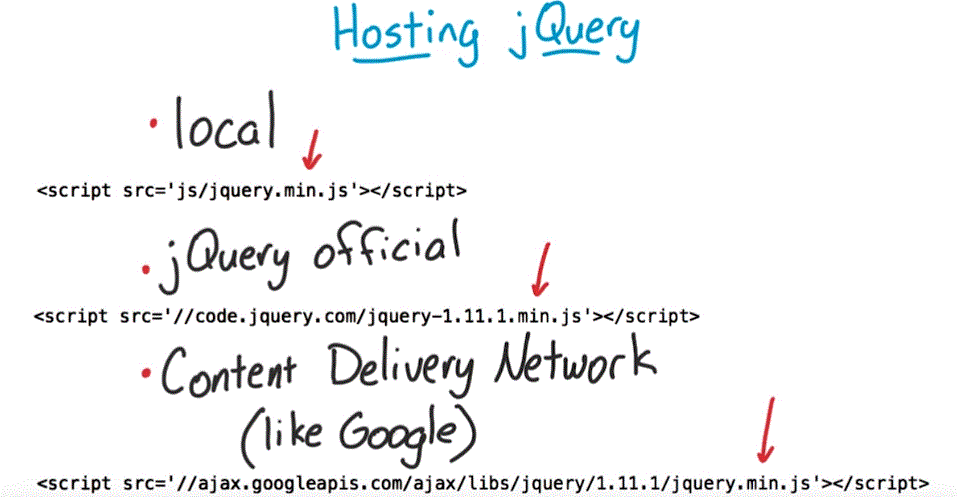 Hosting jQuery
• local
<script src='js/jquery.min.js'></script>
• jQuery official
<script src='//code.jquery.com/jquery-1.11.1.min.js'></script>
• Content Delivery Network
(like Google)
<script src='//ajax.googleapis.com/ajax/libs/jquery/1.11.1/jquery.min.js'></script>